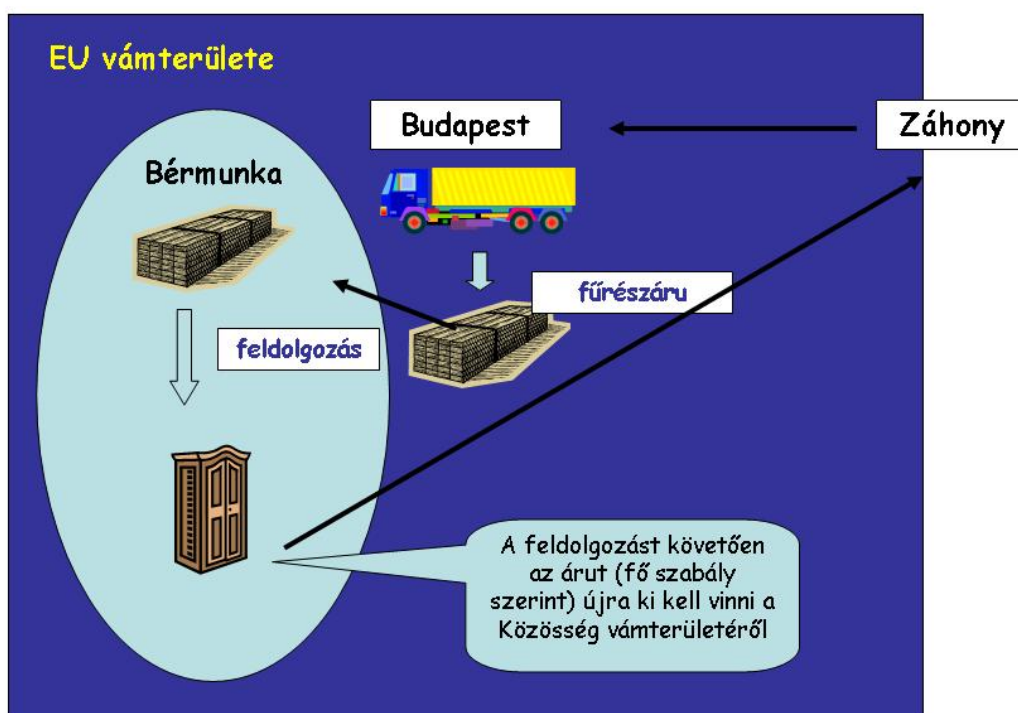 EU vámterülete
Budapest
Záhony
Bérmunka
fűrészáru
feldolgozás
A feldolgozást követően
az árut (fő szabály
szerint) újra ki kell vinni a
Közösség vámterületéről